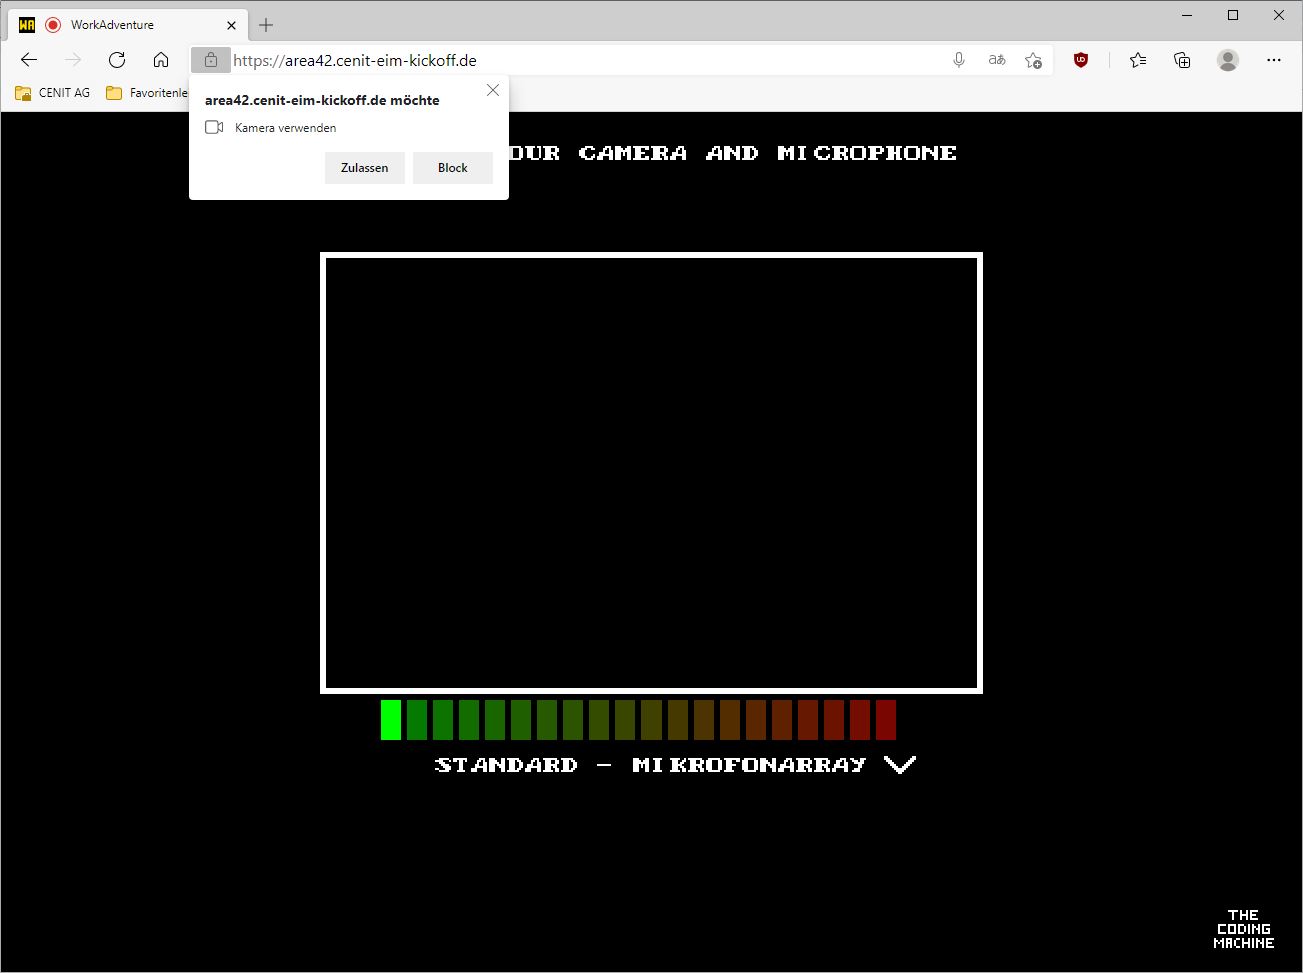 WA WorkAdventure
https://area42.cenit-eim-kickoff.de
CENIT AG Favoritenle
area42.cenit-eim-kickoff.de möchte
Kamera verwenden
Zulassen Block
OUR CAMERA AND MICROPHONE
STANDARD - MIKROFONARRAY
THE
CODING
MACHINE